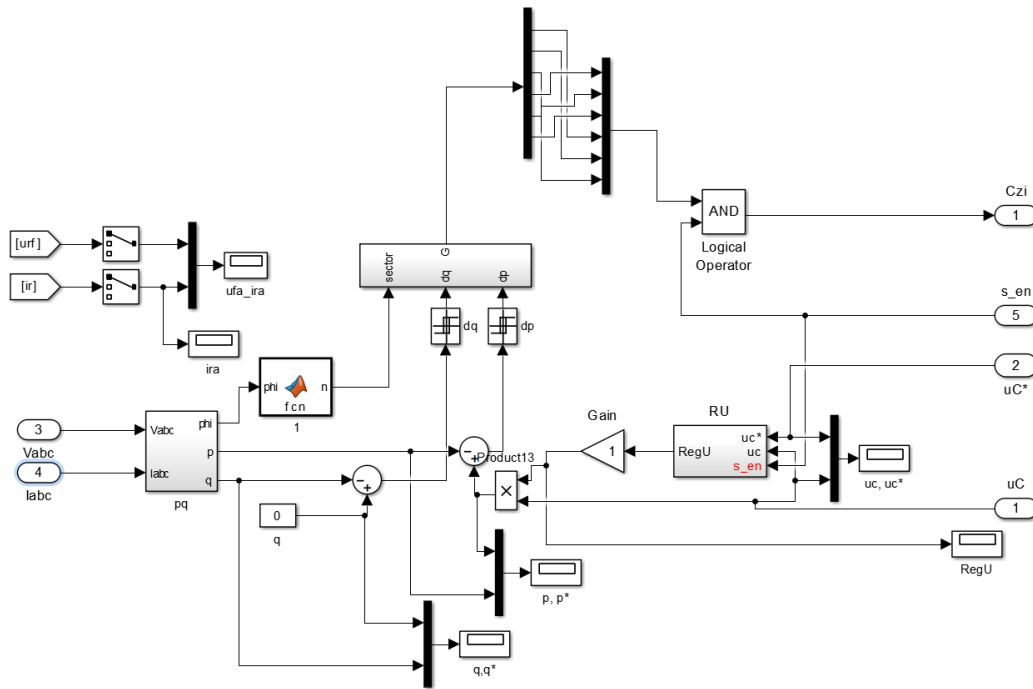 AND
Logical
Operator
Czi
1
s_en
5
2
uC*
uC
1
[urf]
[ir]
ufa_ira
ira
sector
G
dq
dp
dq
dp
phi
fcn
n
1
3
Vabc
4
Iabc
Vabc
Iabc
phi
p
q
pq
0
q
Product13
×
Gain
1
RU
RegU
uc*
uc
s_en
uc, uc*
RegU
p, p*
q,q*